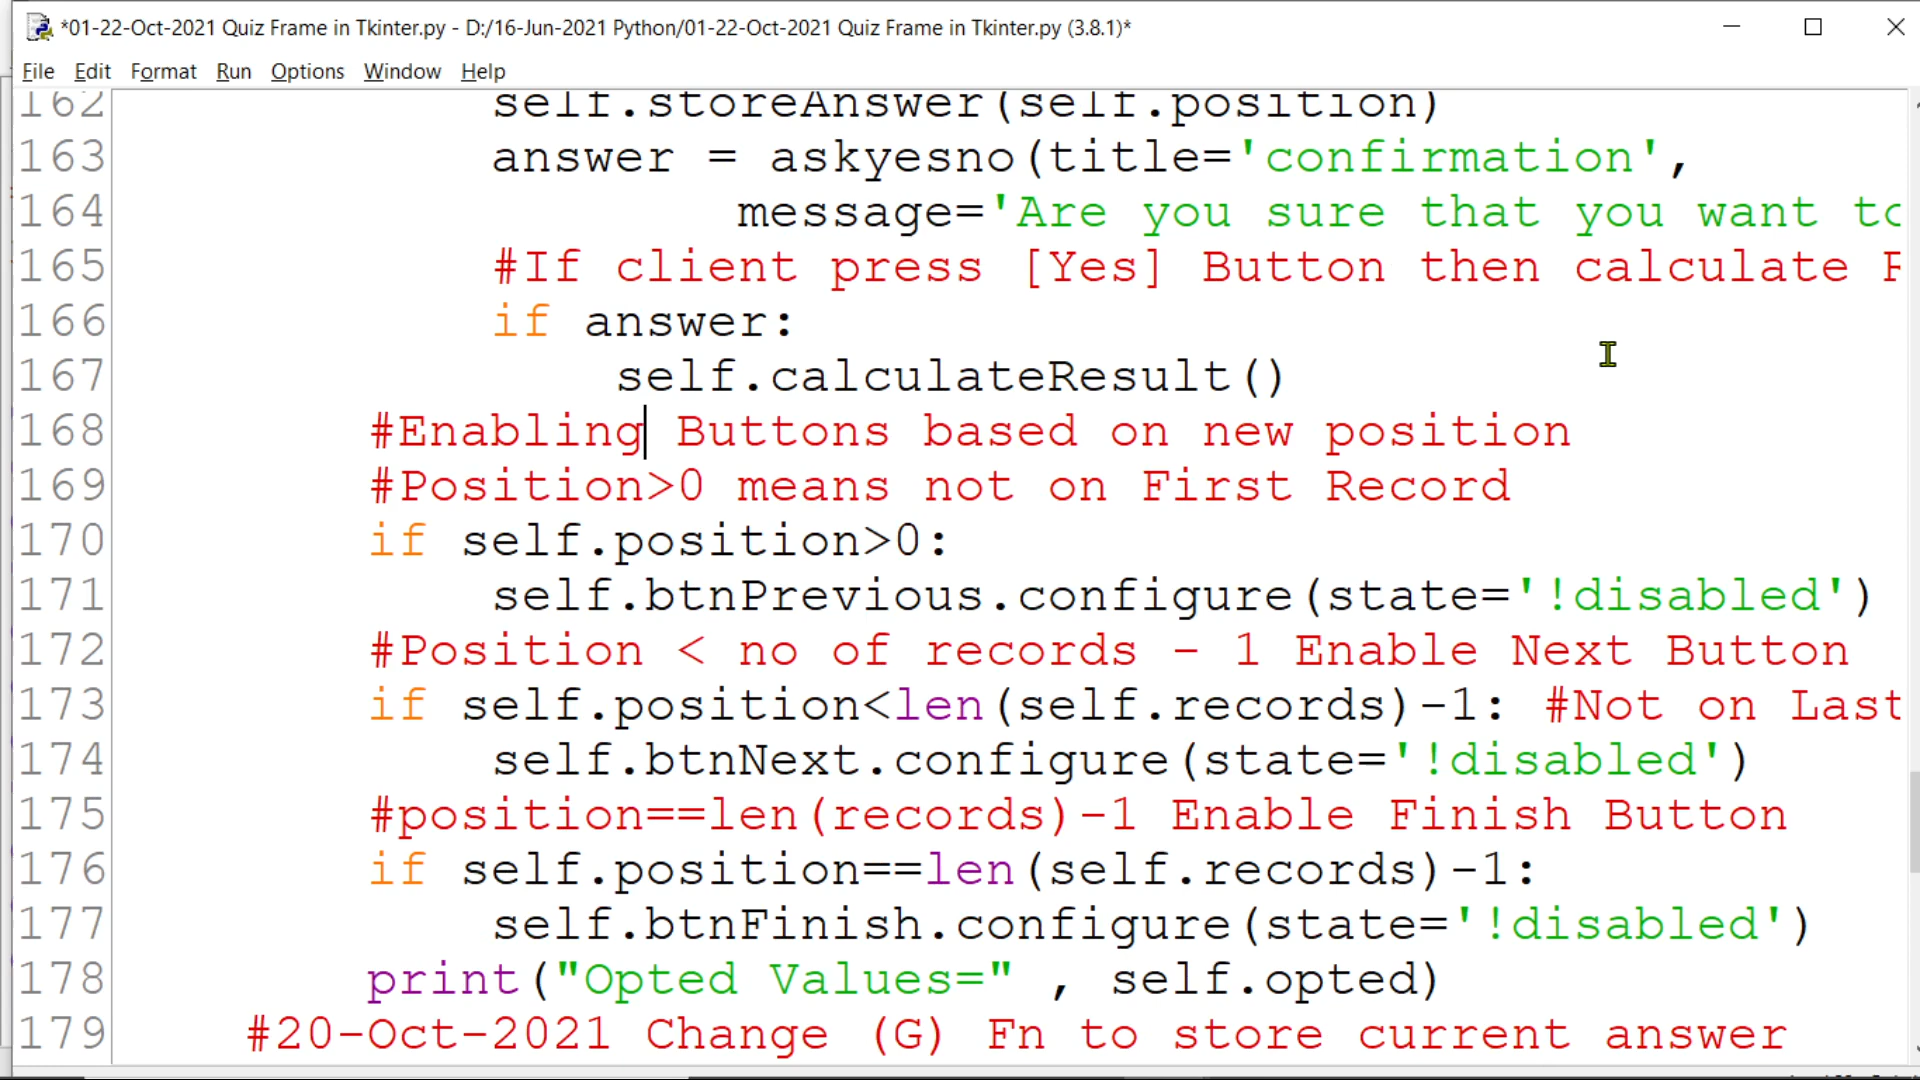 *01-22-Oct-2021 Quiz Frame in Tkinter.py - D:/16-Jun-2021 Python/01-22-Oct-2021 Quiz Frame in Tkinter.py (3.8.1)*
File Edit Format Run Options Window Help
162 self.storeAnswer(self.position)
163 answer = askyesno(title='confirmation',
164 message='Are you sure that you want to
165 #If client press [Yes] Button then calculate
166 if answer:
167 self.calculateResult()
168 #Enabling Buttons based on new position
169 #Position>0 means not on First Record
170 if self.position>0:
171 self.btnPrevious.configure(state='!disabled')
172 #Position < no of records - 1 Enable Next Button
173 if self.position<len(self.records)-1: #Not on Last
174 self.btnNext.configure(state='!disabled')
175 #position==len(records)-1 Enable Finish Button
176 if self.position==len(self.records)-1:
177 self.btnFinish.configure(state='!disabled')
178 print("Opted Values=" , self.opted)
179 #20-Oct-2021 Change (G) Fn to store current answer